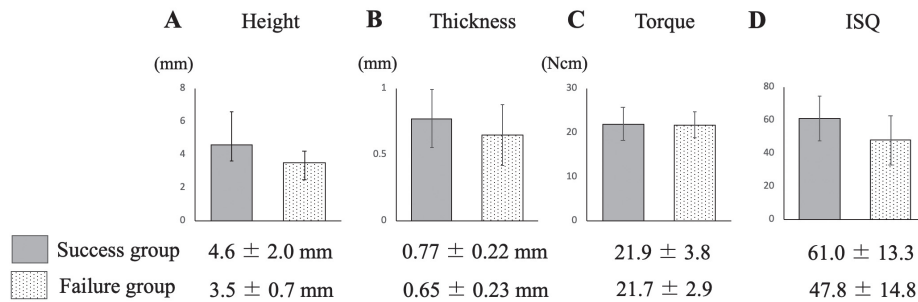 A Height
(mm)
8
6
4
2
0
B Thickness
(mm)
1
0.5
0
C Torque
(Ncm)
30
20
10
0
D ISQ
80
60
40
20
0
Success group 4.6 ± 2.0 mm 0.77 ± 0.22 mm 21.9 ± 3.8 61.0 ± 13.3
Failure group 3.5 ± 0.7 mm 0.65 ± 0.23 mm 21.7 ± 2.9 47.8 ± 14.8